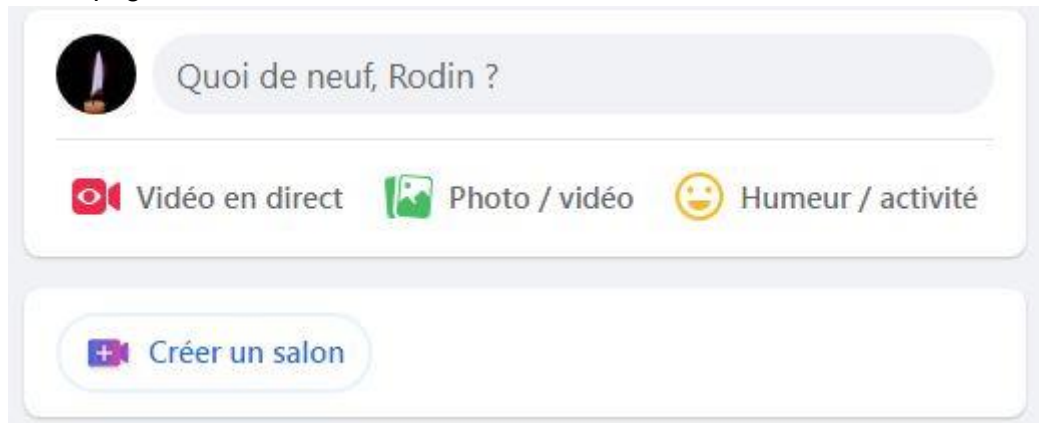 Quoi de neuf, Rodin ?
Vidéo en direct Photo / vidéo Humeur / activité
Créer un salon